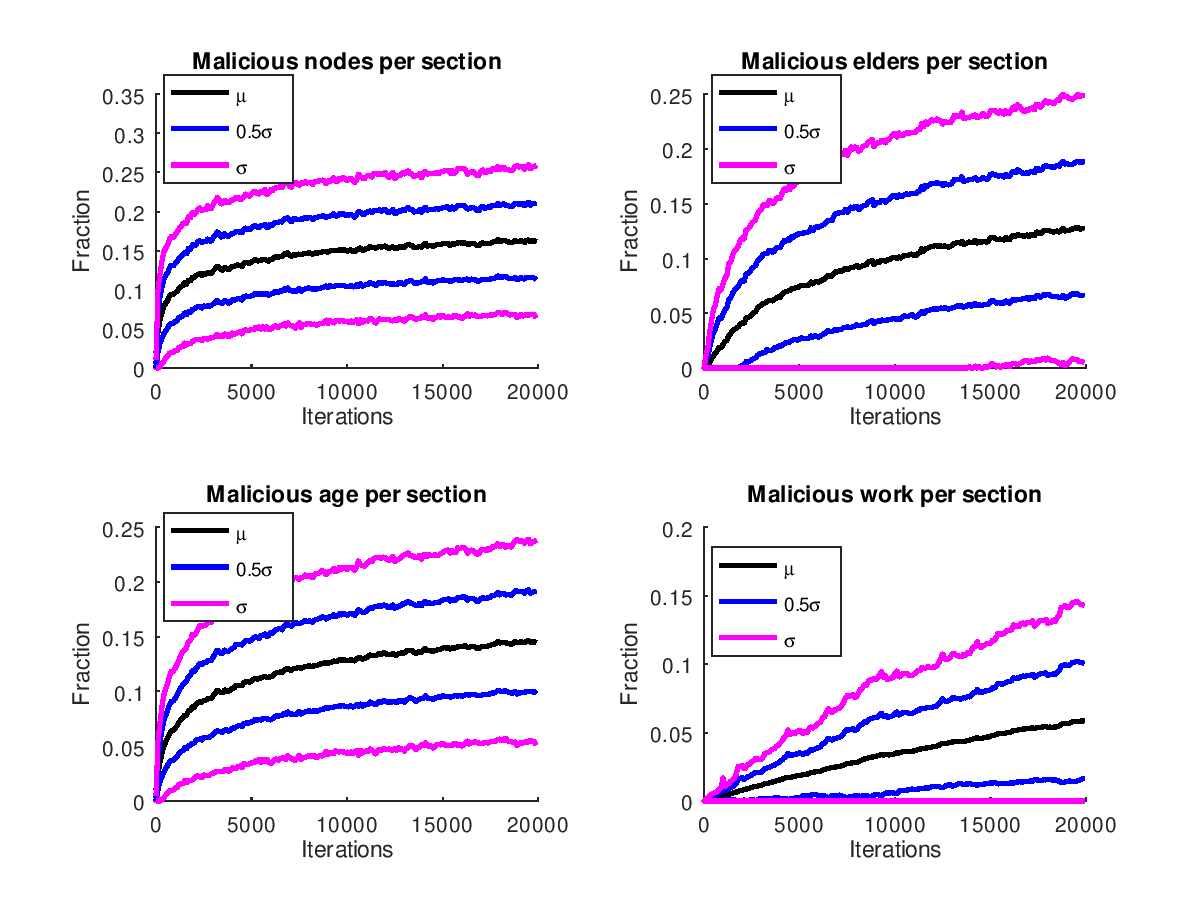 Malicious nodes per section
0.35
0.3
0.25
0.2
0.15
0.1
0.05
0
Fraction
μ
0.5σ
σ
0 5000 10000 15000 20000
Iterations
Malicious elders per section
0.25
0.2
0.15
0.1
0.05
0
Fraction
μ
0.5σ
σ
0 5000 10000 15000 20000
Iterations
Malicious age per section
0.25
0.2
0.15
0.1
0.05
0
Fraction
μ
0.5σ
σ
0 5000 10000 15000 20000
Iterations
Malicious work per section
0.2
0.15
0.1
0.05
0
Fraction
μ
0.5σ
σ
0 5000 10000 15000 20000
Iterations